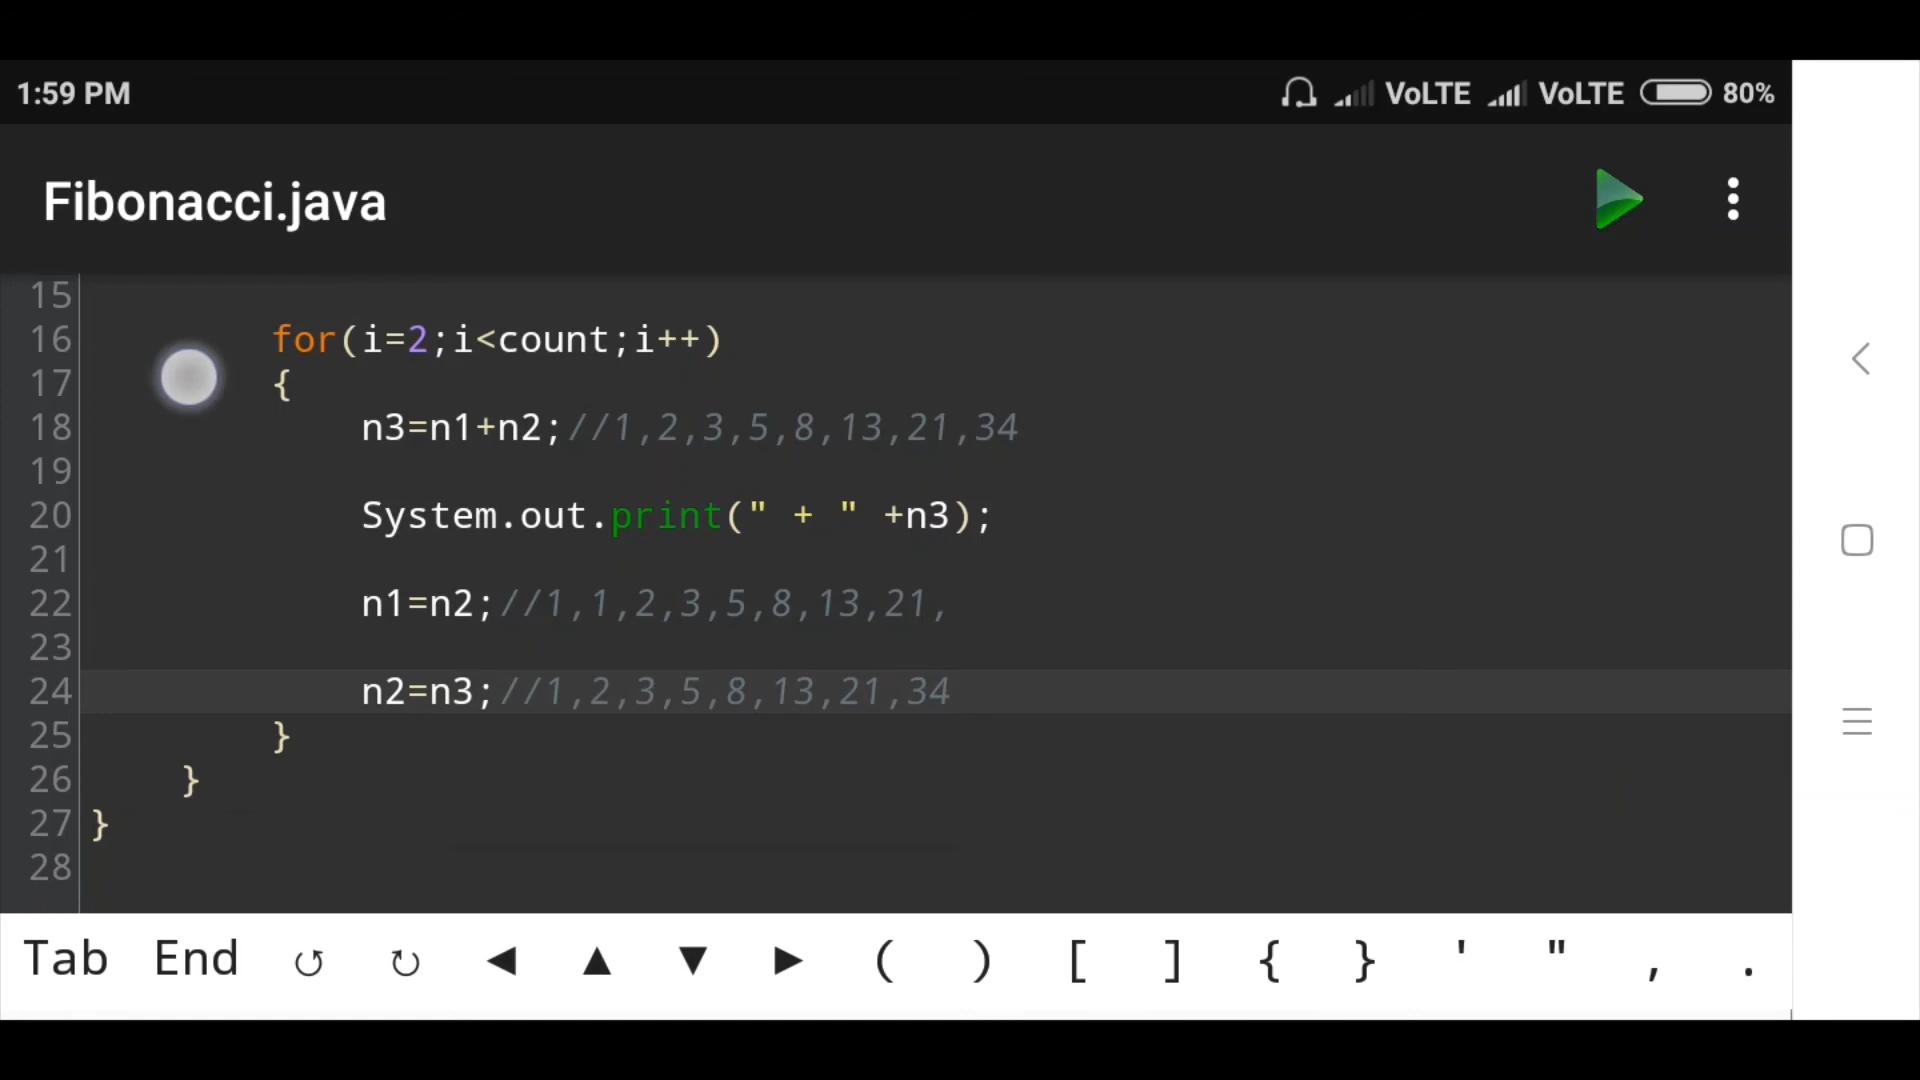 1:59 PM VoLTE VoLTE 80%
Fibonacci.java
15
16 for(i=2;i<count;i++)
17 {
18 n3=n1+n2;//1,2,3,5,8,13,21,34
19
20 System.out.print(" + " +n3);
21
22 n1=n2;//1,1,2,3,5,8,13,21,
23
24 n2=n3;//1,2,3,5,8,13,21,34
25 }
26 }
27 }
28
Tab End ↺ ↻ ◀ ▲ ▼ ▶ ( ) [ ] { } ' " , .